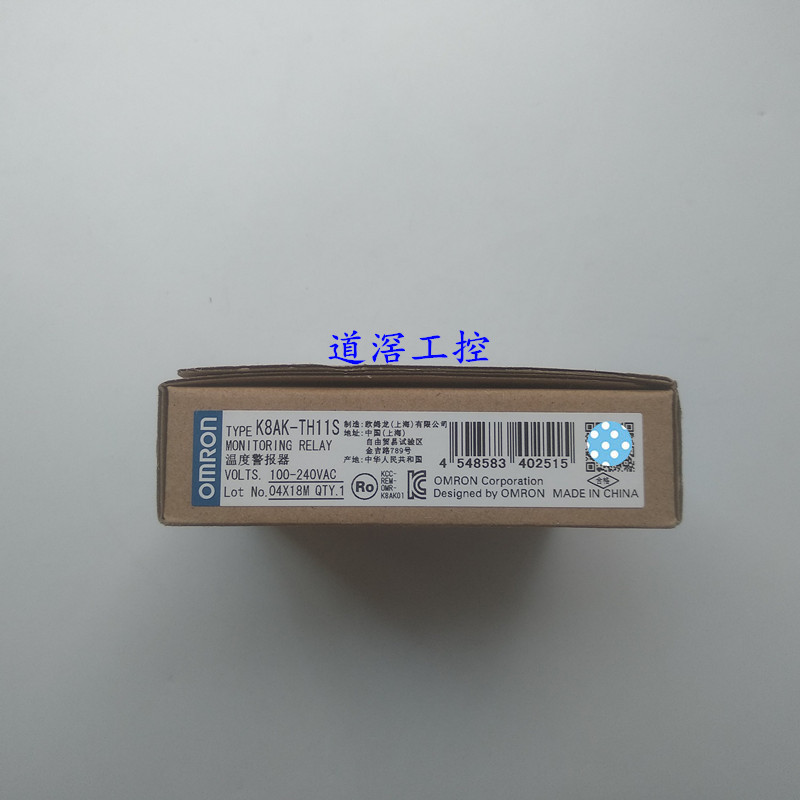 道滘工控
OMRON
TYPE K8AK-TH11S
MONITORING RELAY
温度警报器
VOLTS. 100-240VAC
Lot No. 04X18M QTY.1
制造: 欧姆龙(上海)有限公司
地址: 中国(上海)
自由贸易试验区
金吉路789号
产地: 中华人民共和国
Ro
KCC-
REM-
OMR-
K8AK01
4 548583 402515
OMRON Corporation
Designed by OMRON
合格
MADE IN CHINA